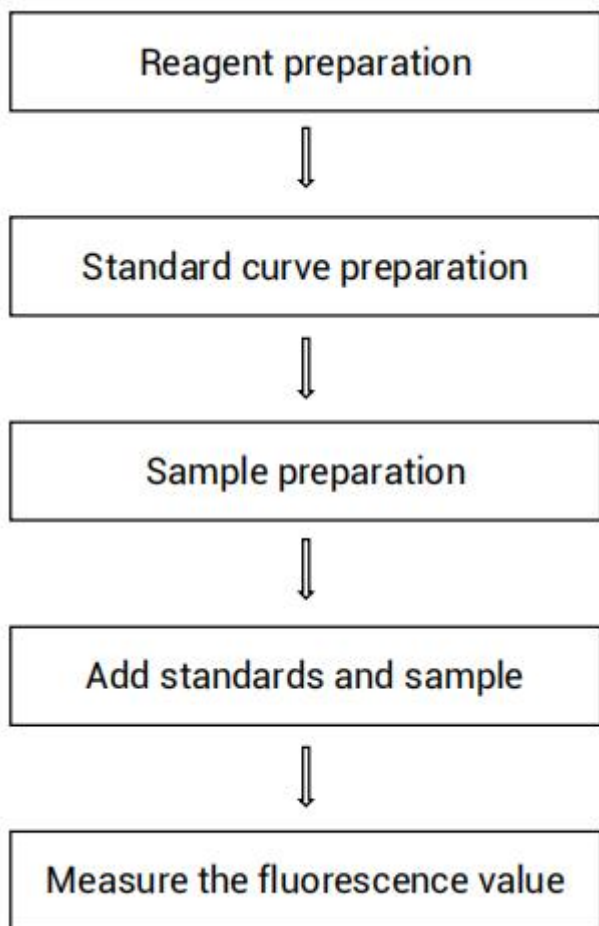 Reagent preparation
Standard curve preparation
Sample preparation
Add standards and sample
Measure the fluorescence value